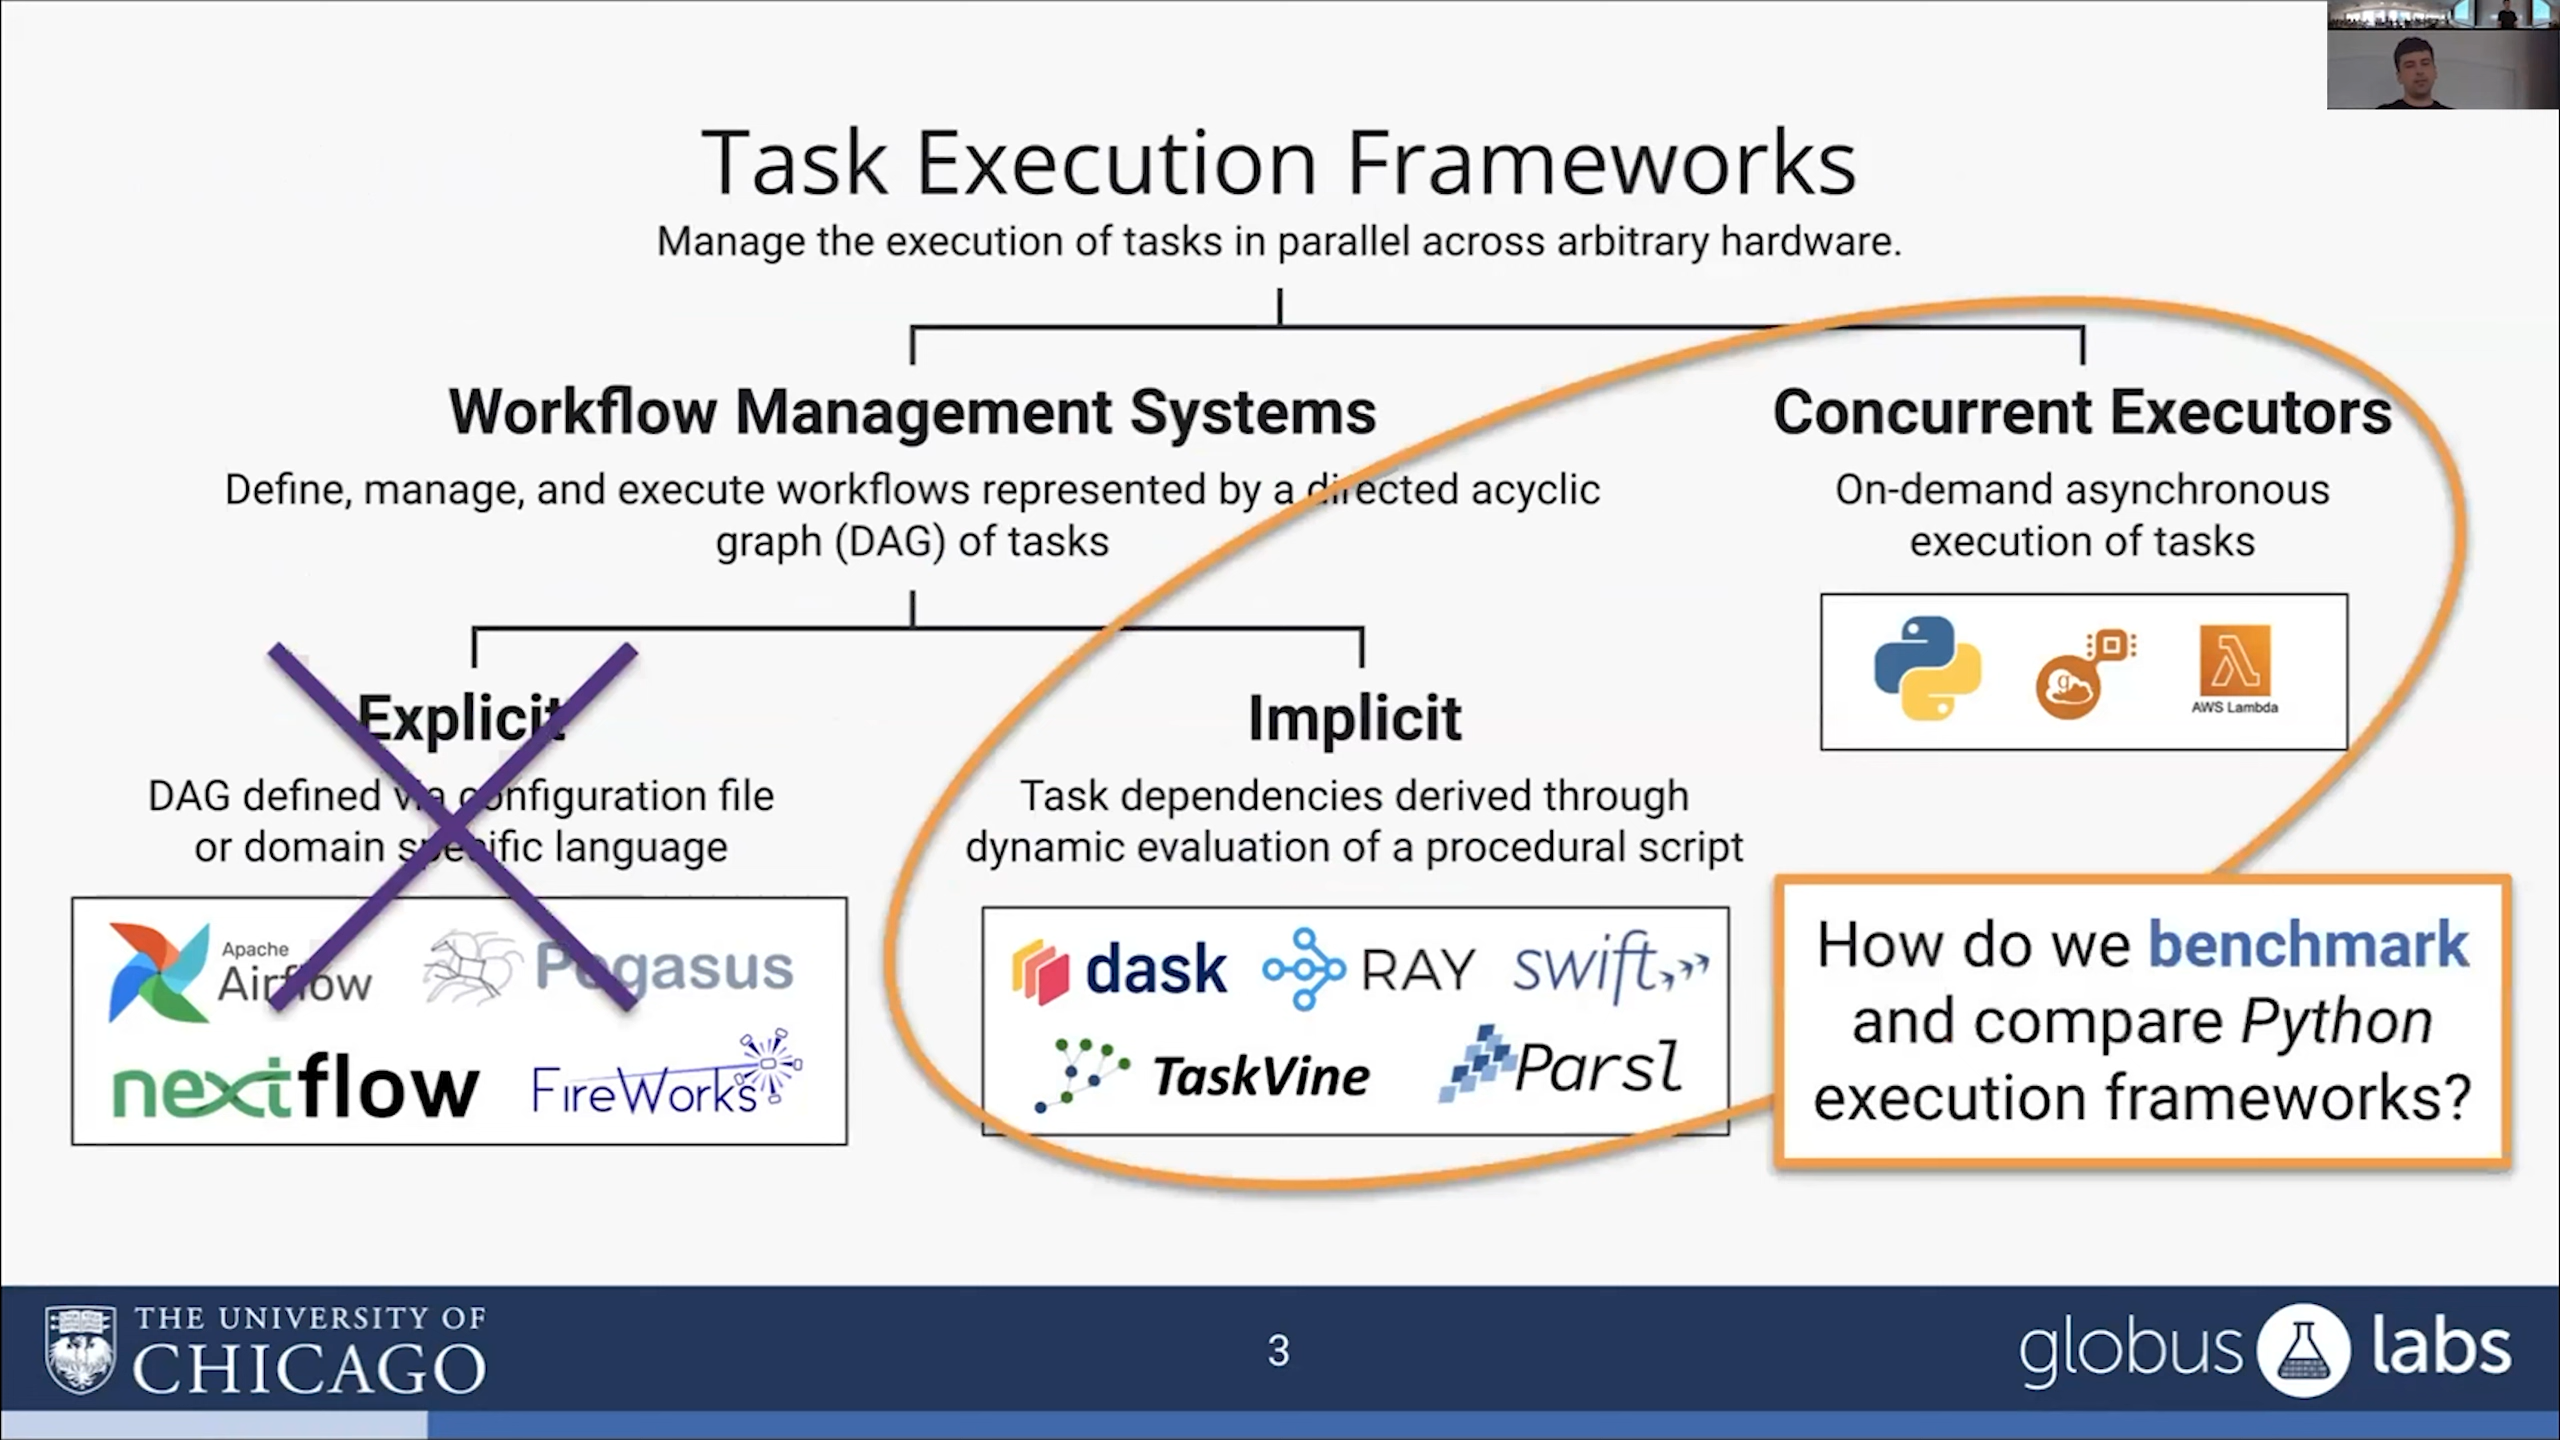 Task Execution Frameworks
Manage the execution of tasks in parallel across arbitrary hardware.
Workflow Management Systems
Define, manage, and execute workflows represented by a directed acyclic
graph (DAG) of tasks
Concurrent Executors
On-demand asynchronous
execution of tasks
g
AWS Lambda
Explicit
DAG defined via configuration file
or domain specific language
Apache
Airflow
Pegasus
nextflow
FireWorks
Implicit
Task dependencies derived through
dynamic evaluation of a procedural script
dask
RAY
swift
TaskVine
Parsl
How do we benchmark
and compare Python
execution frameworks?
THE UNIVERSITY OF
CHICAGO
3
globus labs